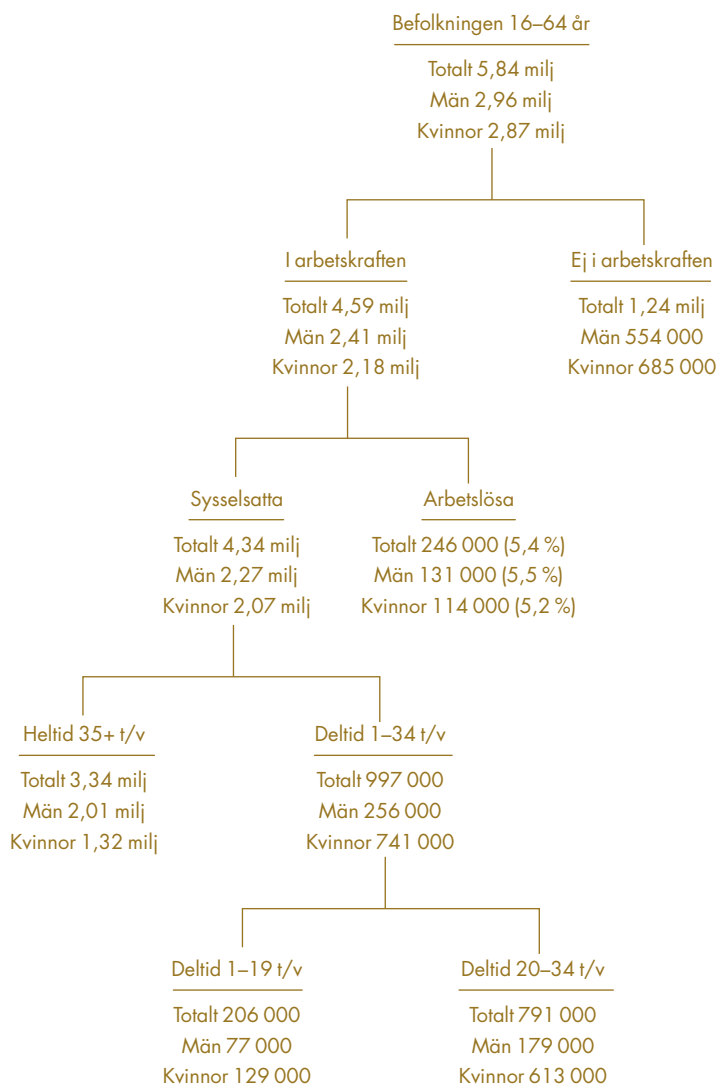 Befolkningen 16–64 år
Totalt 5,84 milj
Män 2,96 milj
Kvinnor 2,87 milj
I arbetskraften
Totalt 4,59 milj
Män 2,41 milj
Kvinnor 2,18 milj
Ej i arbetskraften
Totalt 1,24 milj
Män 554 000
Kvinnor 685 000
Sysselsatta
Totalt 4,34 milj
Män 2,27 milj
Kvinnor 2,07 milj
Arbetslösa
Totalt 246 000 (5,4 %)
Män 131 000 (5,5 %)
Kvinnor 114 000 (5,2 %)
Heltid 35+ t/v
Totalt 3,34 milj
Män 2,01 milj
Kvinnor 1,32 milj
Deltid 1–34 t/v
Totalt 997 000
Män 256 000
Kvinnor 741 000
Deltid 1–19 t/v
Totalt 206 000
Män 77 000
Kvinnor 129 000
Deltid 20–34 t/v
Totalt 791 000
Män 179 000
Kvinnor 613 000